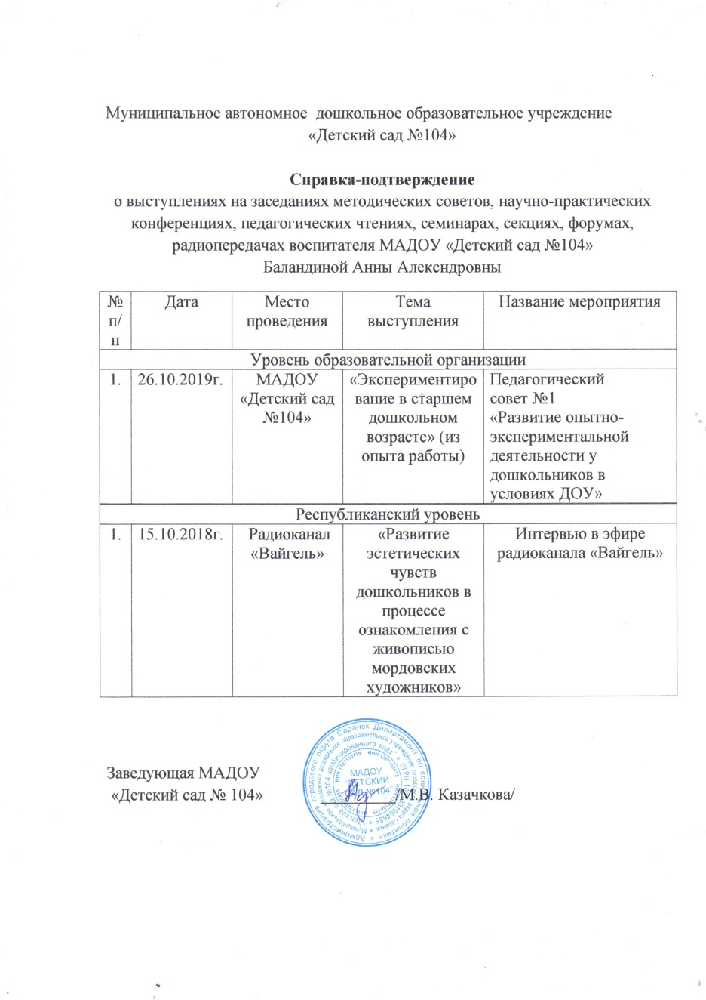 Муниципальное автономное дошкольное образовательное учреждение
«Детский сад №104»
Справка-подтверждение
о выступлениях на заседаниях методических советов, научно-практических
конференциях, педагогических чтениях, семинарах, секциях, форумах,
радиопередачах воспитателя МАДОУ «Детский сад №104»
Баландиной Анны Алексндровны
№ п/п Дата Место проведения Тема выступления Название мероприятия
Уровень образовательной организации
1. 26.10.2019г. МАДОУ «Экспериментиро Педагогический
«Детский сад вание в старшем совет №1
№104» дошкольном «Развитие опытно-
возрасте» (из экспериментальной
опыта работы) деятельности у
дошкольников в
условиях ДОУ»
Республиканский уровень
1. 15.10.2018г. Радиоканал «Развитие Интервью в эфире
«Вайгель» эстетических радиоканала «Вайгель»
чувств
дошкольников в
процессе
ознакомления с
живописью
мордовских
художников»
Заведующая МАДОУ
«Детский сад № 104» /М.В. Казачкова/
МАДОУ
"ДЕТСКИЙ
САД №104"